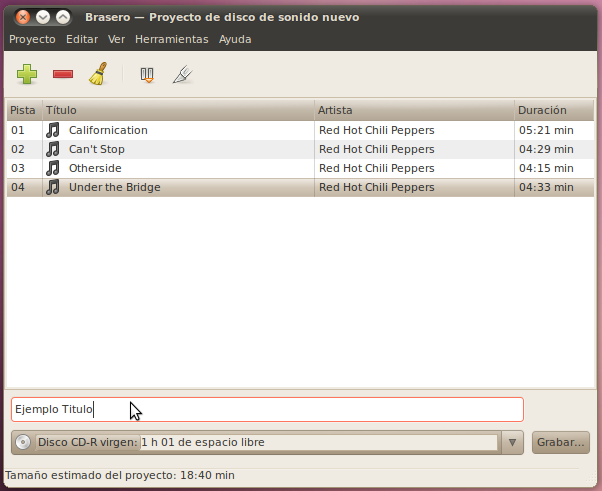 Brasero — Proyecto de disco de sonido nuevo
Proyecto Editar Ver Herramientas Ayuda
Pista Título Artista Duración
01 Californication Red Hot Chili Peppers 05:21 min
02 Can't Stop Red Hot Chili Peppers 04:29 min
03 Otherside Red Hot Chili Peppers 04:15 min
04 Under the Bridge Red Hot Chili Peppers 04:33 min
Ejemplo Titulo
Disco CD-R virgen: 1 h 01 de espacio libre Grabar...
Tamaño estimado del proyecto: 18:40 min